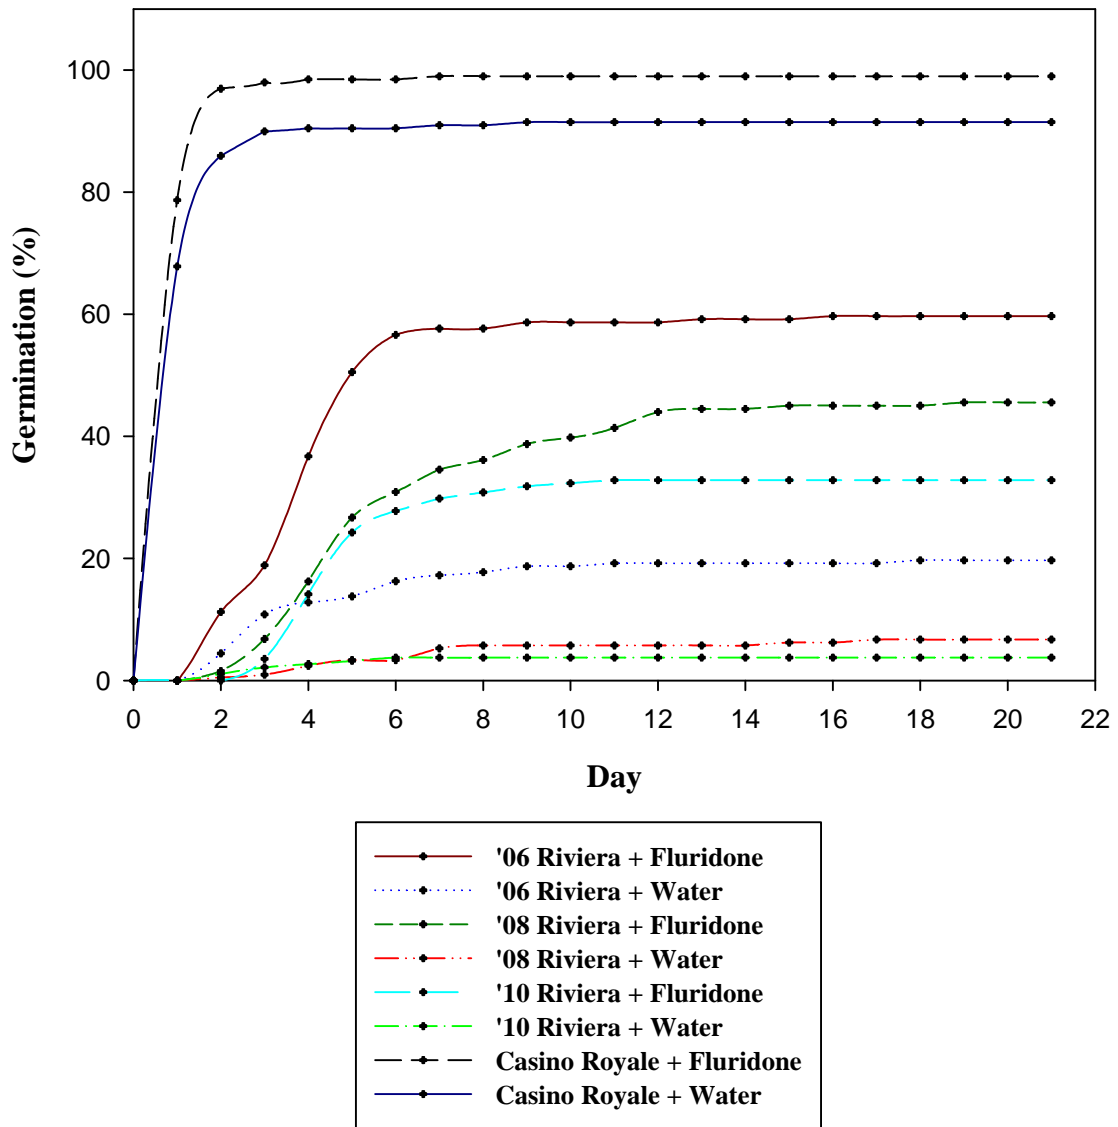 100
80
60
40
20
0
Germination (%)
0 2 4 6 8 10 12 14 16 18 20 22
Day
'06 Riviera + Fluridone
'06 Riviera + Water
'08 Riviera + Fluridone
'08 Riviera + Water
'10 Riviera + Fluridone
'10 Riviera + Water
Casino Royale + Fluridone
Casino Royale + Water